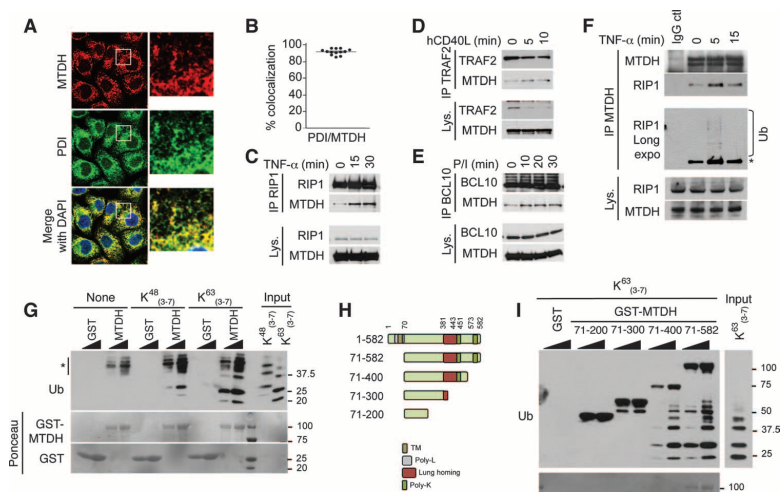 A
MTDH
PDI
Merge
with DAPI
B
% colocalization
100
80
60
40
20
0
PDI/MTDH
C
TNF-α (min)
0 15 30
IP RIP1
RIP1
MTDH
Lys.
RIP1
MTDH
D
hCD40L (min)
0 5 10
IP TRAF2
TRAF2
MTDH
Lys.
TRAF2
MTDH
E
P/I (min)
0 10 20 30
IP BCL10
BCL10
MTDH
Lys.
BCL10
MTDH
F
IgG ctl
TNF-α (min)
0 5 15
IP MTDH
MTDH
RIP1
RIP1
Long
expo
Ub
*
Lys.
RIP1
MTDH
G
None K48(3-7) K63(3-7) Input
GST MTDH GST MTDH GST MTDH K48(3-7) K63(3-7)
*
Ub
37.5
25
20
Ponceau
GST-
MTDH
100
75
GST
25
20
H
1 70 381 443 451 573 582
1-582
71-582
71-400
71-300
71-200
TM
Poly-L
Lung homing
Poly-K
I
K63(3-7)
GST-MTDH
GST 71-200 71-300 71-400 71-582
Input
K63(3-7)
Ub
100
75
50
37.5
25
20
100